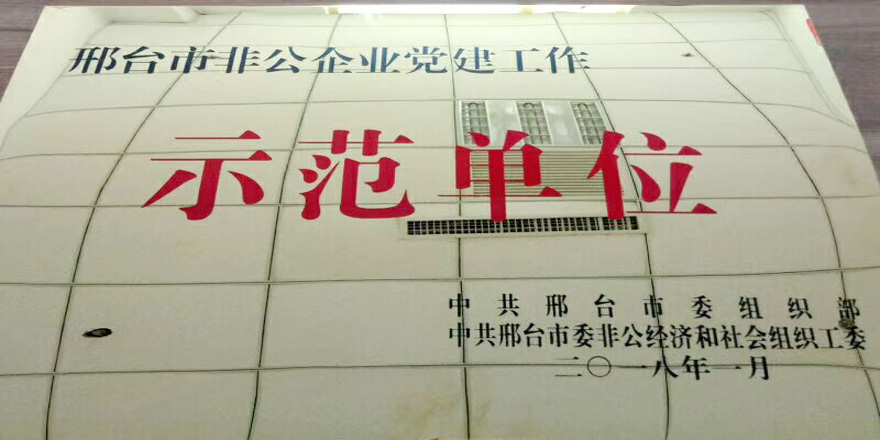 邢台市非公企业党建工作
示范单位
中共邢台市委组织部
中共邢台市委非公经济和社会组织工委
二〇一八年一月